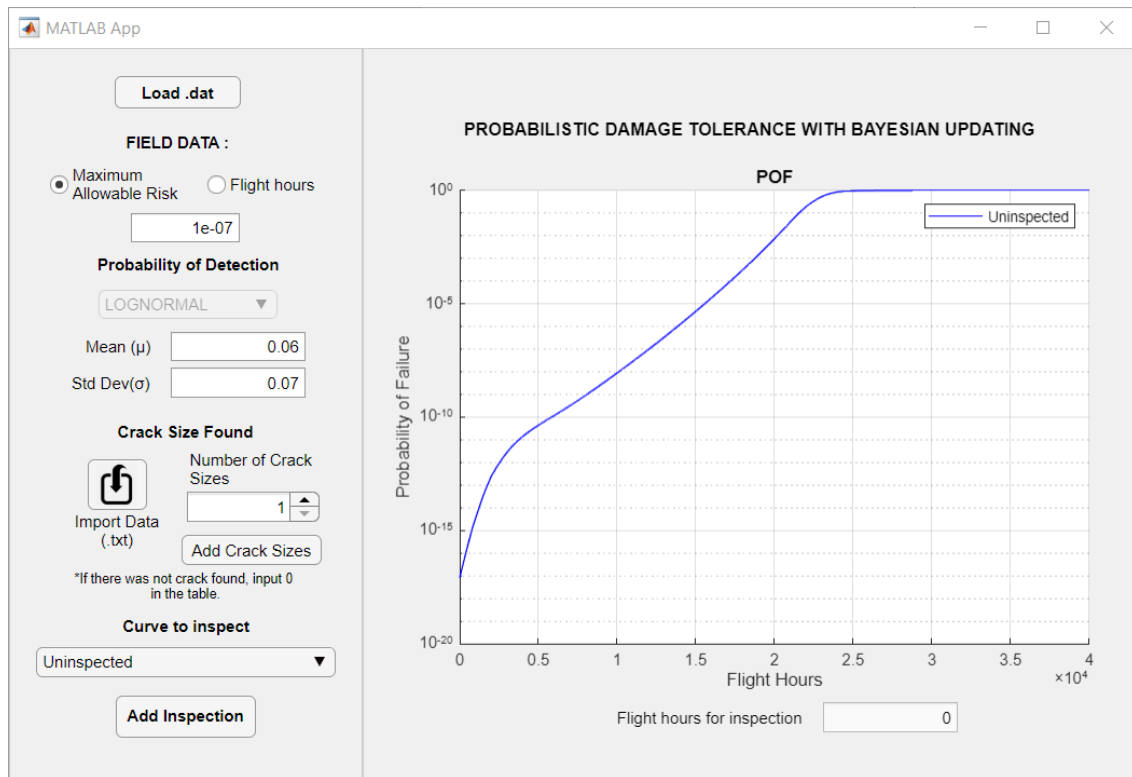 MATLAB App
Load .dat
FIELD DATA :
Maximum
Allowable Risk
Flight hours
1e-07
Probability of Detection
LOGNORMAL
Mean (μ)
0.06
Std Dev(σ)
0.07
Crack Size Found
Number of Crack
Sizes
1
Import Data
(.txt)
Add Crack Sizes
*If there was not crack found, input 0
in the table.
Curve to inspect
Uninspected
Add Inspection
PROBABILISTIC DAMAGE TOLERANCE WITH BAYESIAN UPDATING
POF
Uninspected
Probability of Failure
10⁰
10⁻⁵
10⁻¹⁰
10⁻¹⁵
10⁻²⁰
0 0.5 1 1.5 2 2.5 3 3.5 4
×10⁴
Flight Hours
Flight hours for inspection
0